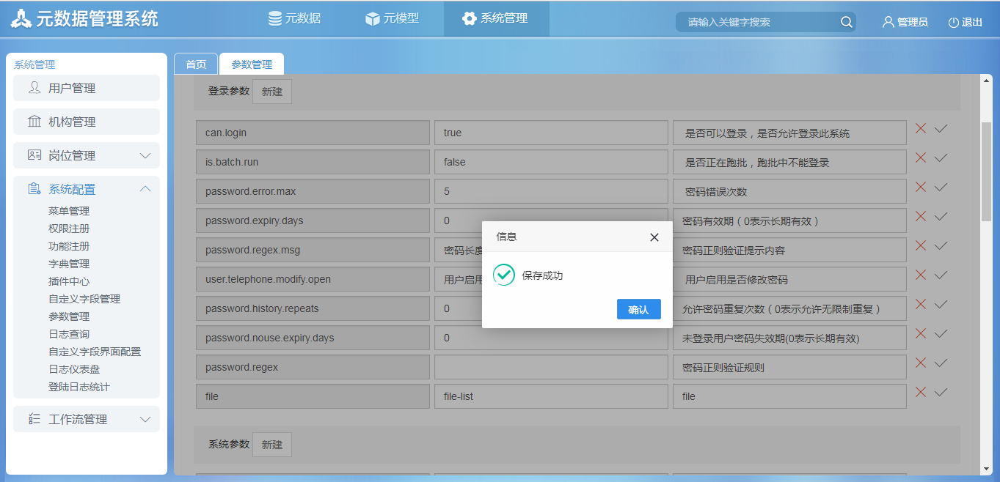 元数据管理系统
元数据
元模型
系统管理
请输入关键字搜索
管理员
退出
系统管理
用户管理
机构管理
岗位管理
系统配置
菜单管理
权限注册
功能注册
字典管理
插件中心
自定义字段管理
参数管理
日志查询
自定义字段界面配置
日志仪表盘
登陆日志统计
工作流管理
首页
参数管理
登录参数 新建
can.login true 是否可以登录，是否允许登录此系统
is.batch.run false 是否正在跑批，跑批中不能登录
password.error.max 5 密码错误次数
password.expiry.days 0 密码有效期（0表示长期有效）
password.regex.msg 密码长度 密码正则验证提示内容
user.telephone.modify.open 用户启用 用户启用是否修改密码
password.history.repeats 0 允许密码重复次数（0表示允许无限制重复）
password.nouse.expiry.days 0 未登录用户密码失效期(0表示长期有效)
password.regex 密码正则验证规则
file file-list file
系统参数 新建
信息
保存成功
确认